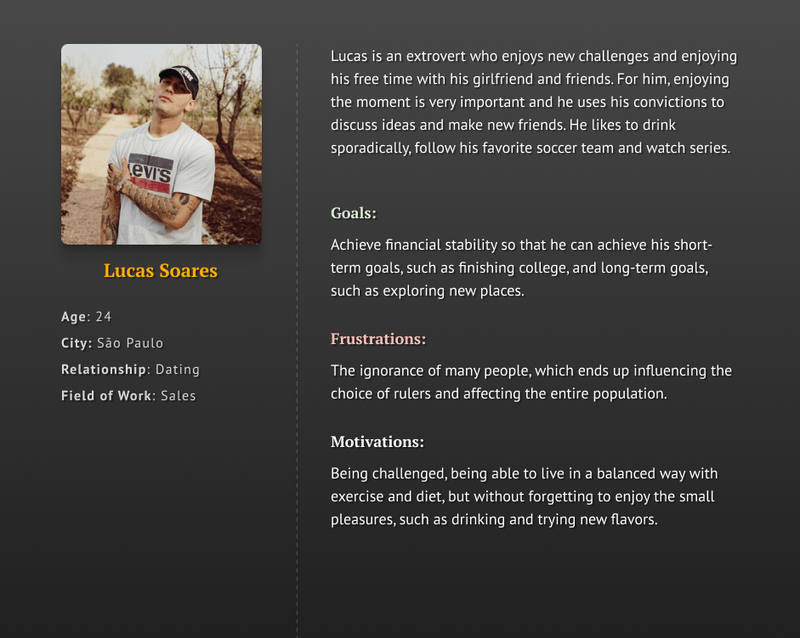 Levi's
Lucas Soares
Age: 24
City: São Paulo
Relationship: Dating
Field of Work: Sales
Lucas is an extrovert who enjoys new challenges and enjoying
his free time with his girlfriend and friends. For him, enjoying
the moment is very important and he uses his convictions to
discuss ideas and make new friends. He likes to drink
sporadically, follow his favorite soccer team and watch series.
Goals:
Achieve financial stability so that he can achieve his short-
term goals, such as finishing college, and long-term goals,
such as exploring new places.
Frustrations:
The ignorance of many people, which ends up influencing the
choice of rulers and affecting the entire population.
Motivations:
Being challenged, being able to live in a balanced way with
exercise and diet, but without forgetting to enjoy the small
pleasures, such as drinking and trying new flavors.